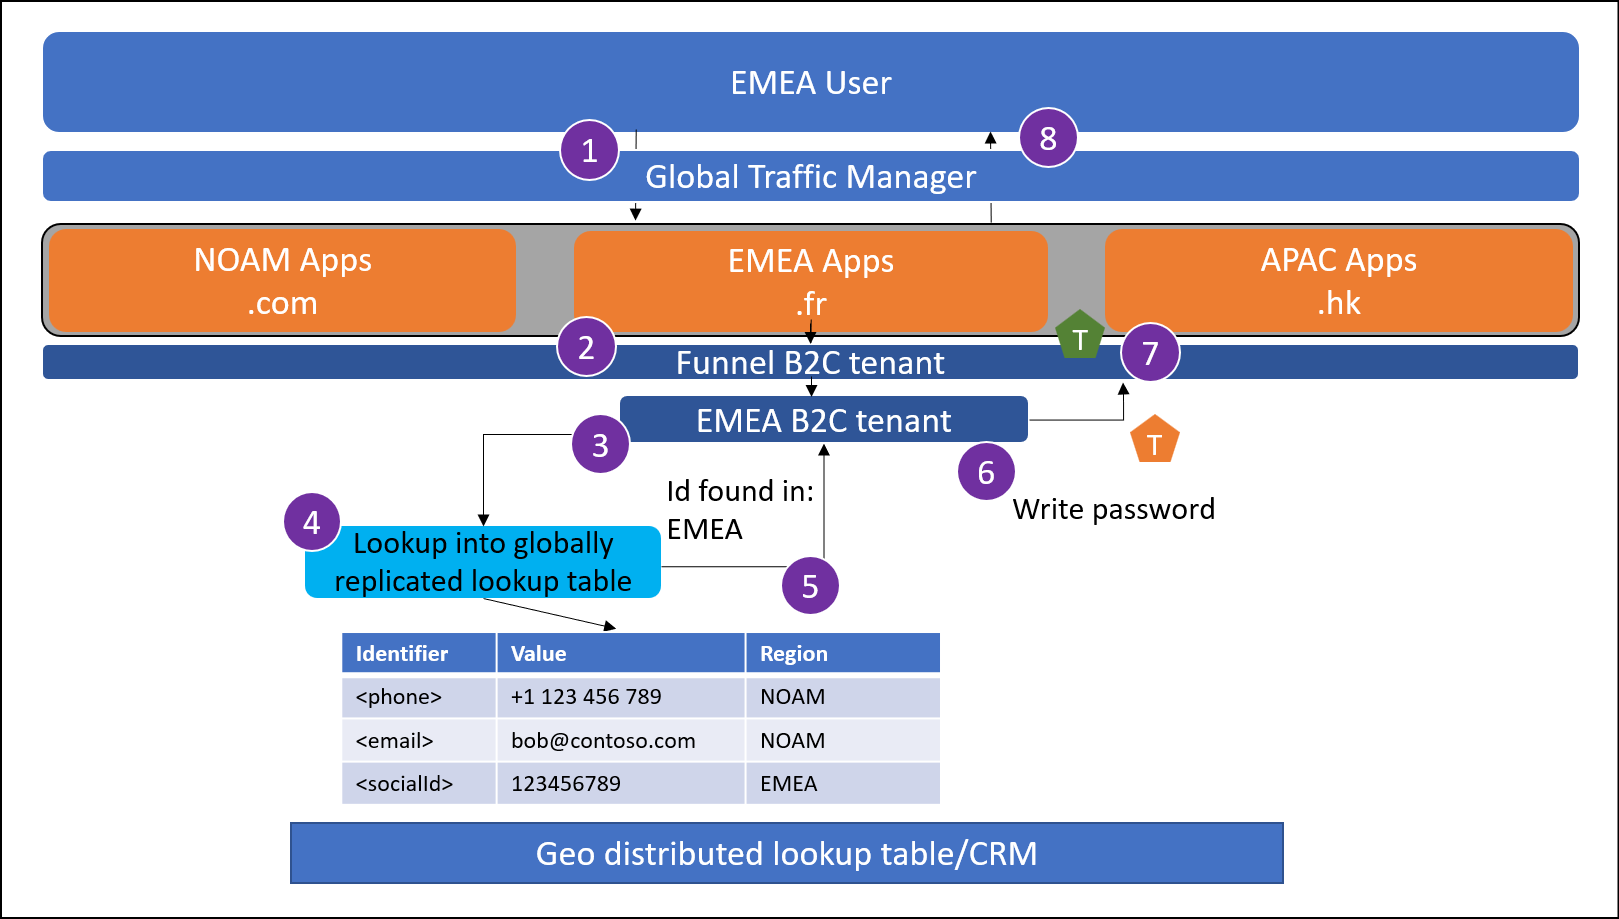 EMEA User
1
8
Global Traffic Manager
NOAM Apps
.com
EMEA Apps
.fr
APAC Apps
.hk
T
2
7
Funnel B2C tenant
EMEA B2C tenant
3
T
6
Id found in:
EMEA
Write password
4
Lookup into globally
replicated lookup table
5
Identifier Value Region
<phone> +1 123 456 789 NOAM
<email> bob@contoso.com NOAM
<socialId> 123456789 EMEA
Geo distributed lookup table/CRM